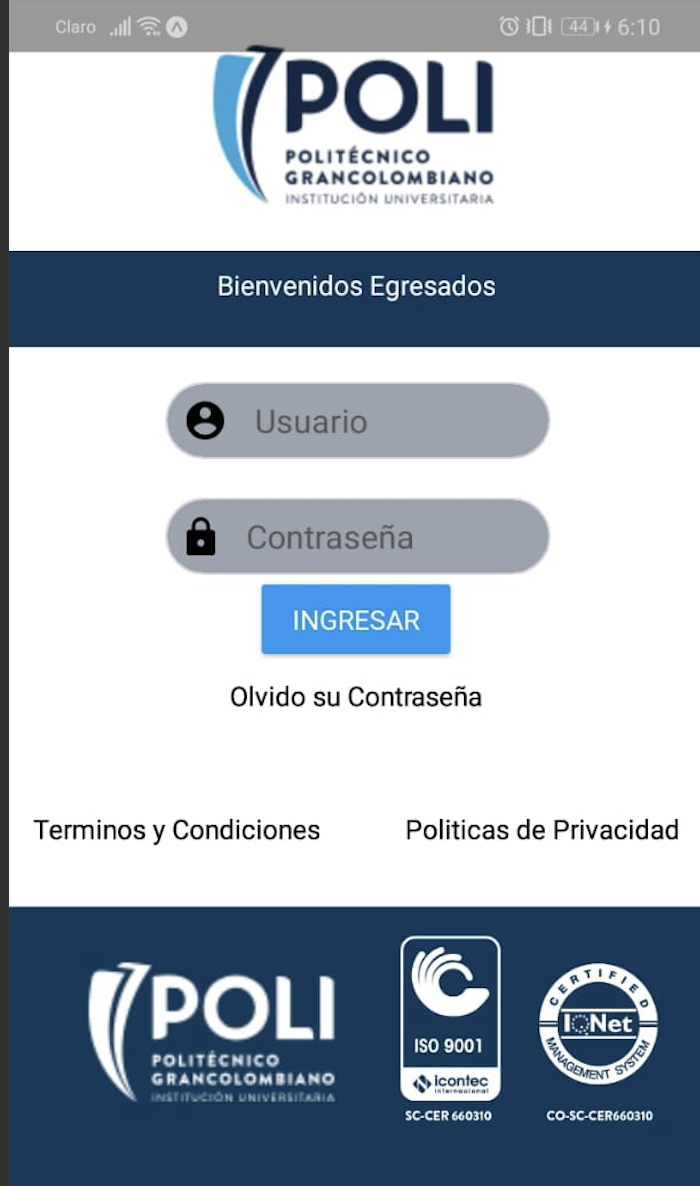 Claro 44 6:10
POLI
POLITÉCNICO
GRANCOLOMBIANO
INSTITUCIÓN UNIVERSITARIA
Bienvenidos Egresados
Usuario
Contraseña
INGRESAR
Olvido su Contraseña
Terminos y Condiciones Politicas de Privacidad
POLI
POLITÉCNICO
GRANCOLOMBIANO
INSTITUCIÓN UNIVERSITARIA
ISO 9001
icontec
internacional
SC-CER 660310
CERTIFIED
IQNet
MANAGEMENT SYSTEM
CO-SC-CER660310